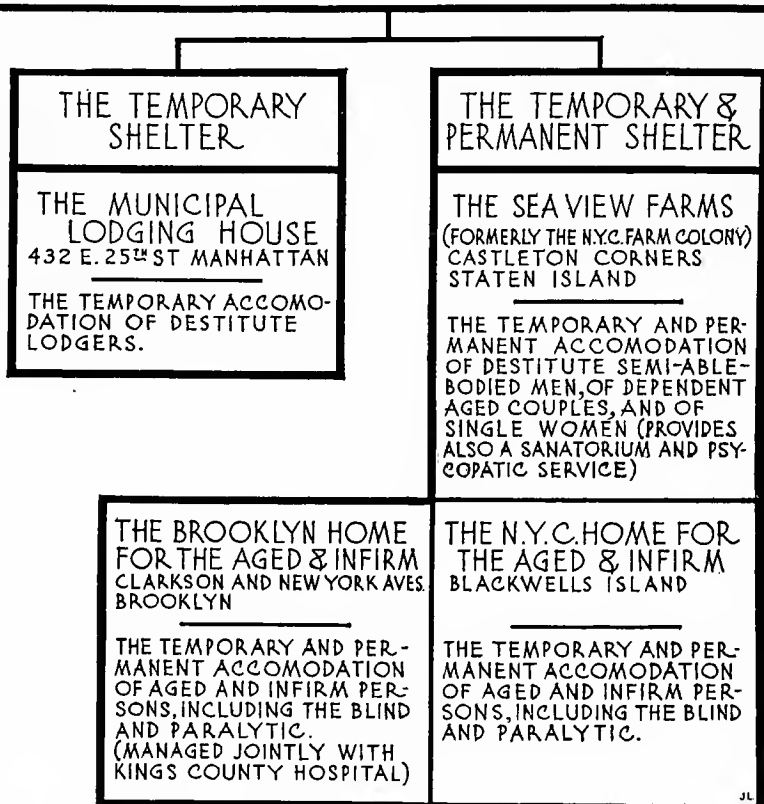 THE TEMPORARY
SHELTER
THE MUNICIPAL
LODGING HOUSE
432 E. 25TH ST MANHATTAN
THE TEMPORARY ACCOMO-
DATION OF DESTITUTE
LODGERS.
THE TEMPORARY &
PERMANENT SHELTER
THE SEA VIEW FARMS
(FORMERLY THE N.Y.C. FARM COLONY)
CASTLETON CORNERS
STATEN ISLAND
THE TEMPORARY AND PER-
MANENT ACCOMODATION
OF DESTITUTE SEMI-ABLE-
BODIED MEN, OF DEPENDENT
AGED COUPLES, AND OF
SINGLE WOMEN (PROVIDES
ALSO A SANATORIUM AND PSY-
COPATIC SERVICE)
THE BROOKLYN HOME
FOR THE AGED & INFIRM
CLARKSON AND NEW YORK AVES.
BROOKLYN
THE TEMPORARY AND PER-
MANENT ACCOMODATION
OF AGED AND INFIRM PER-
SONS, INCLUDING THE BLIND
AND PARALYTIC.
(MANAGED JOINTLY WITH
KINGS COUNTY HOSPITAL)
THE N.Y.C. HOME FOR
THE AGED & INFIRM
BLACKWELLS ISLAND
THE TEMPORARY AND PER-
MANENT ACCOMODATION
OF AGED AND INFIRM PER-
SONS, INCLUDING THE BLIND
AND PARALYTIC.
JL